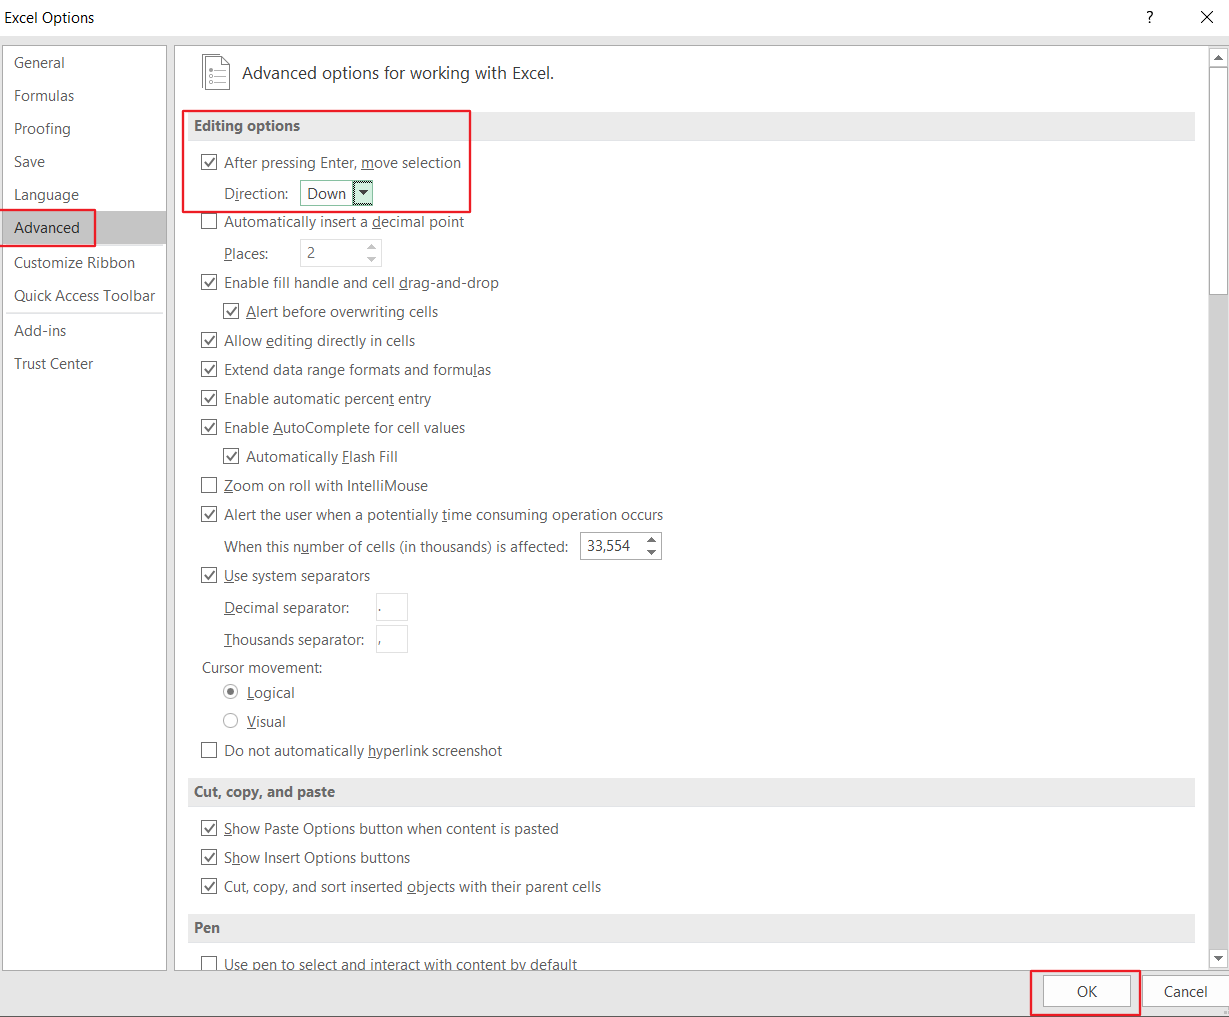 Excel Options
?
General
Formulas
Proofing
Save
Language
Advanced
Customize Ribbon
Quick Access Toolbar
Add-ins
Trust Center
Advanced options for working with Excel.
Editing options
After pressing Enter, move selection
Direction: Down
Automatically insert a decimal point
Places: 2
Enable fill handle and cell drag-and-drop
Alert before overwriting cells
Allow editing directly in cells
Extend data range formats and formulas
Enable automatic percent entry
Enable AutoComplete for cell values
Automatically Flash Fill
Zoom on roll with IntelliMouse
Alert the user when a potentially time consuming operation occurs
When this number of cells (in thousands) is affected: 33,554
Use system separators
Decimal separator: .
Thousands separator: ,
Cursor movement:
Logical
Visual
Do not automatically hyperlink screenshot
Cut, copy, and paste
Show Paste Options button when content is pasted
Show Insert Options buttons
Cut, copy, and sort inserted objects with their parent cells
Pen
Use pen to select and interact with content by default
OK Cancel